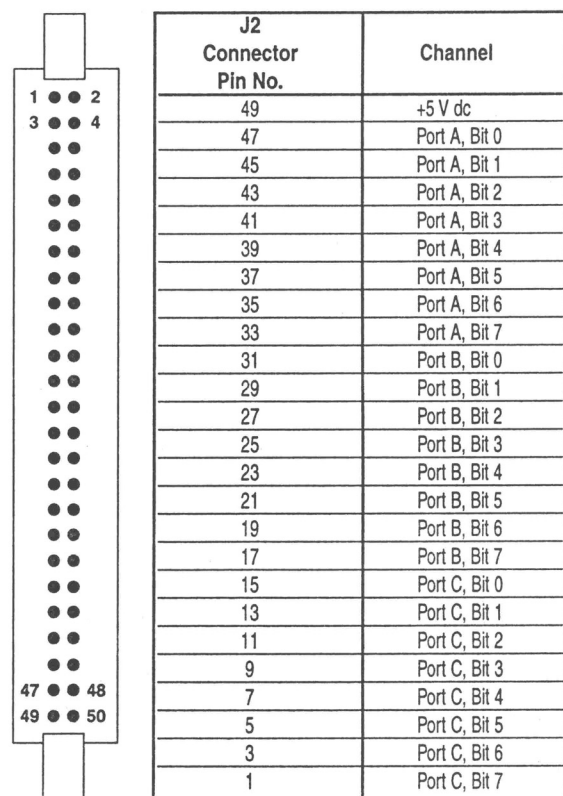 1 2
3 4
47 48
49 50
J2 Connector Pin No. Channel
49 +5 V dc
47 Port A, Bit 0
45 Port A, Bit 1
43 Port A, Bit 2
41 Port A, Bit 3
39 Port A, Bit 4
37 Port A, Bit 5
35 Port A, Bit 6
33 Port A, Bit 7
31 Port B, Bit 0
29 Port B, Bit 1
27 Port B, Bit 2
25 Port B, Bit 3
23 Port B, Bit 4
21 Port B, Bit 5
19 Port B, Bit 6
17 Port B, Bit 7
15 Port C, Bit 0
13 Port C, Bit 1
11 Port C, Bit 2
9 Port C, Bit 3
7 Port C, Bit 4
5 Port C, Bit 5
3 Port C, Bit 6
1 Port C, Bit 7